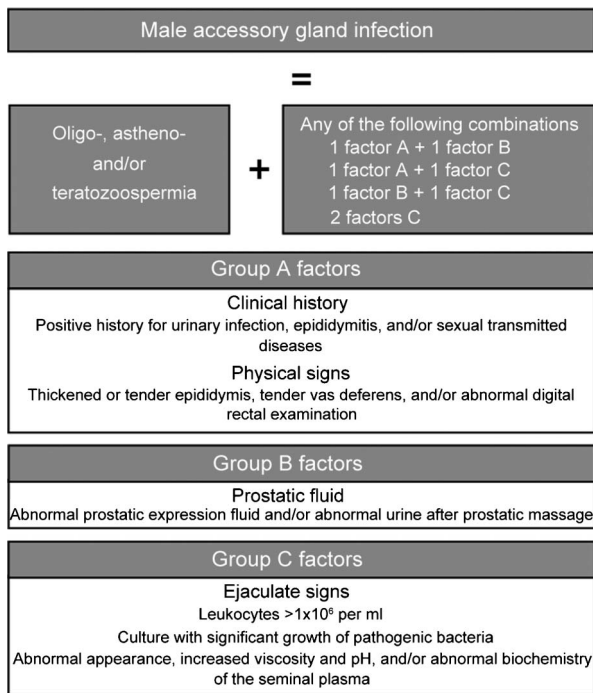 Male accessory gland infection
=
Oligo-, astheno-
and/or
teratozoospermia
+
Any of the following combinations
1 factor A + 1 factor B
1 factor A + 1 factor C
1 factor B + 1 factor C
2 factors C
Group A factors
Clinical history
Positive history for urinary infection, epididymitis, and/or sexual transmitted
diseases
Physical signs
Thickened or tender epididymis, tender vas deferens, and/or abnormal digital
rectal examination
Group B factors
Prostatic fluid
Abnormal prostatic expression fluid and/or abnormal urine after prostatic massage
Group C factors
Ejaculate signs
Leukocytes >1x10⁶ per ml
Culture with significant growth of pathogenic bacteria
Abnormal appearance, increased viscosity and pH, and/or abnormal biochemistry
of the seminal plasma